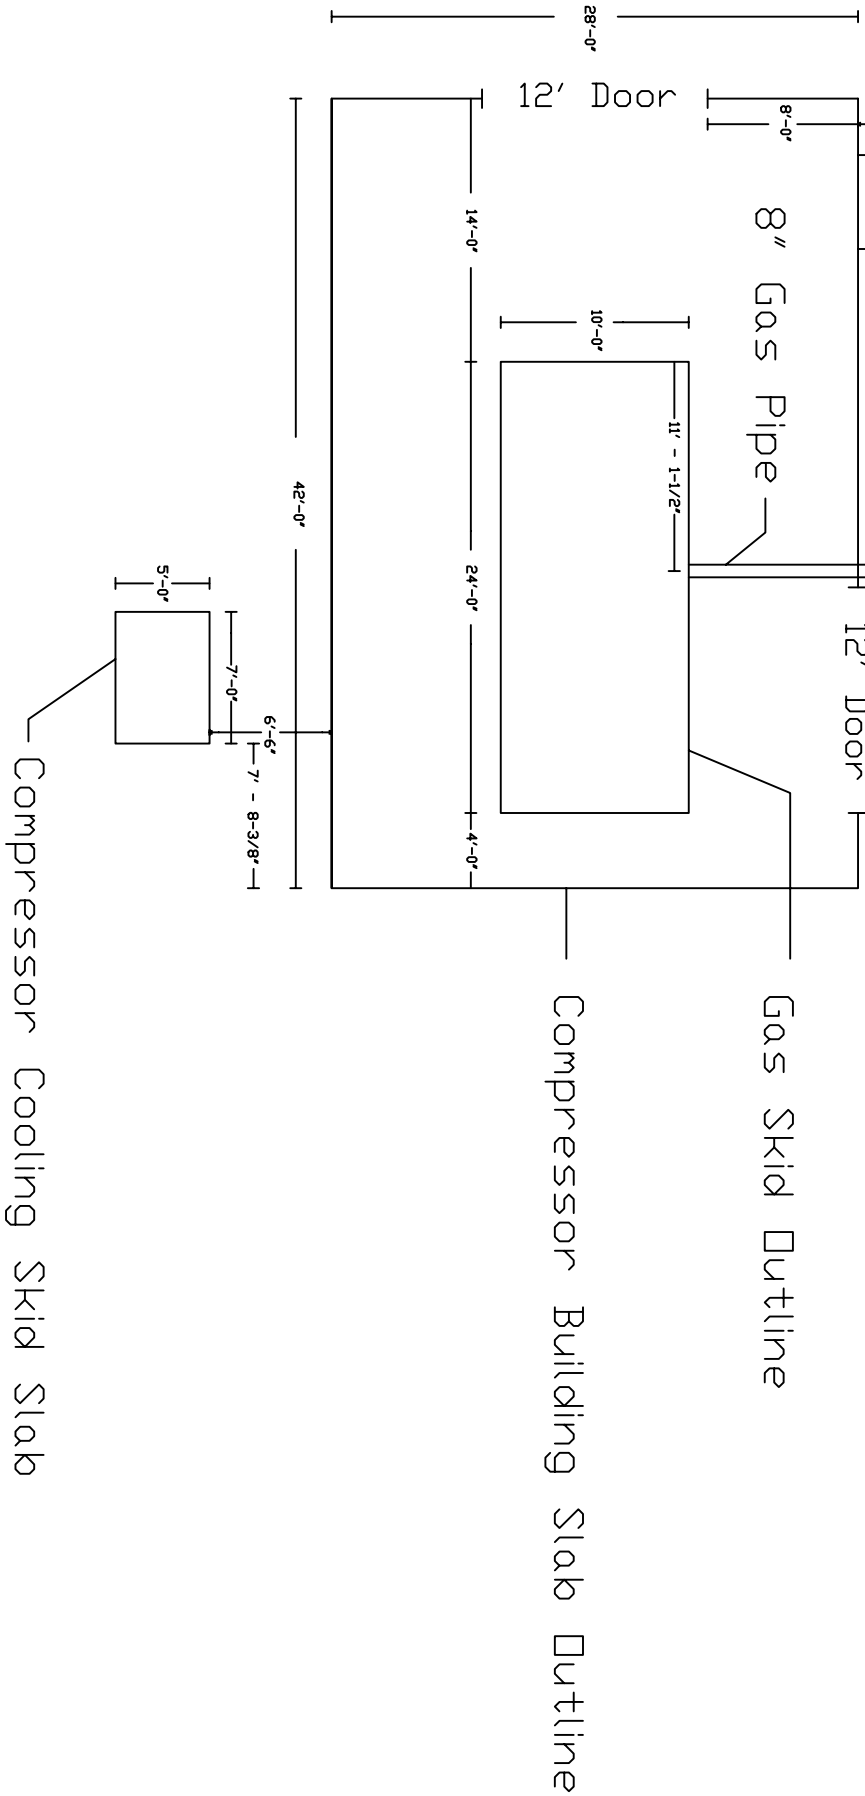 28'-0"
12' Door
8'-0"
14'-0"
8" Gas Pipe
10'-0"
11' - 1-1/2"
42'-0"
24'-0"
12' Door
5'-0"
7'-0"
6'-6"
7' - 8-3/8"
4'-0"
Gas Skid Outline
Compressor Building Slab Outline
Compressor Cooling Skid Slab